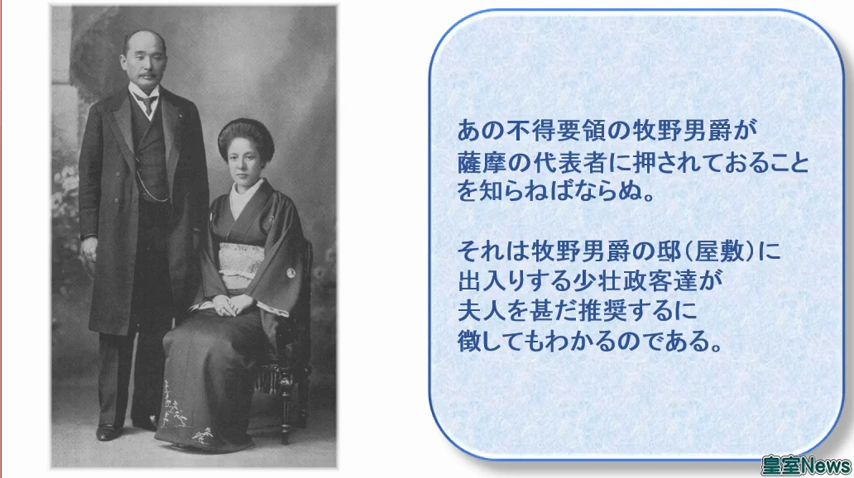 あの不得要領の牧野男爵が
薩摩の代表者に押されておること
を知らねばならぬ。
それは牧野男爵の邸（屋敷）に
出入りする少壮政客達が
夫人を甚だ推奨するに
徴してもわかるのである。
皇室News